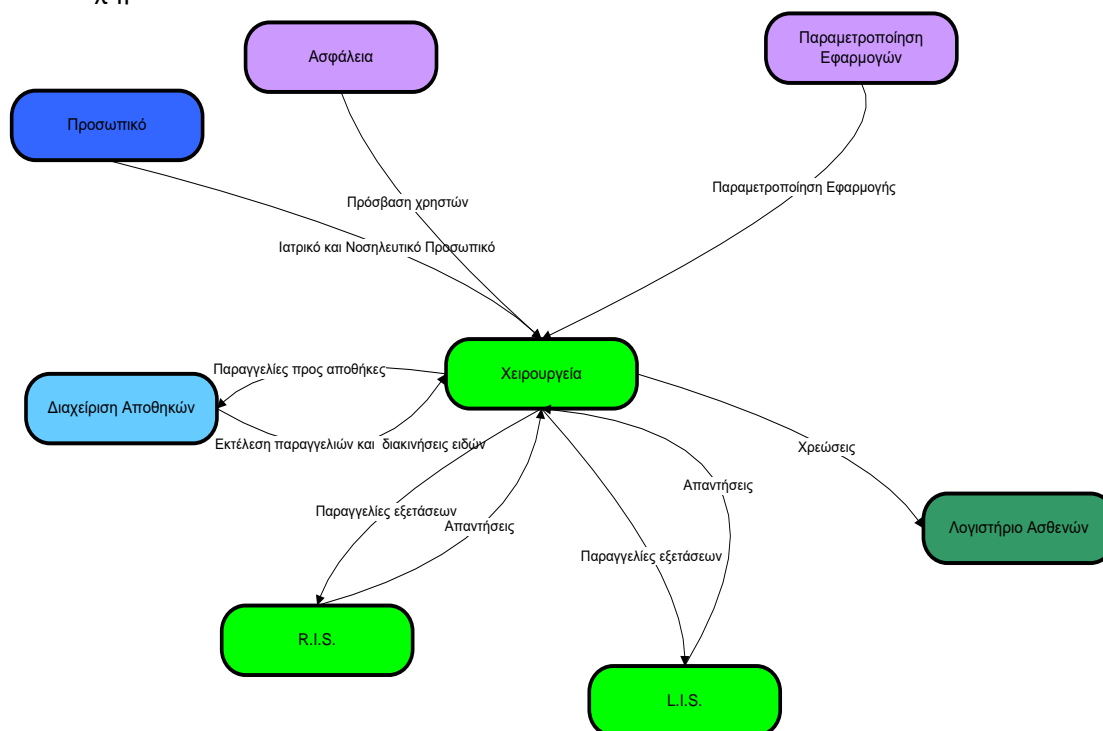 Ασφάλεια
Παραμετροποίηση
Εφαρμογών
Προσωπικό
Παραμετροποίηση Εφαρμογής
Πρόσβαση χρηστών
Ιατρικό και Νοσηλευτικό Προσωπικό
Παραγγελίες προς αποθήκες
Χειρουργεία
Διαχείριση Αποθηκών
Εκτέλεση παραγγελιών και διακινήσεις ειδών
Χρεώσεις
Απαντήσεις
Παραγγελίες εξετάσεων
Απαντήσεις
Λογιστήριο Ασθενών
Παραγγελίες εξετάσεων
R.I.S.
L.I.S.